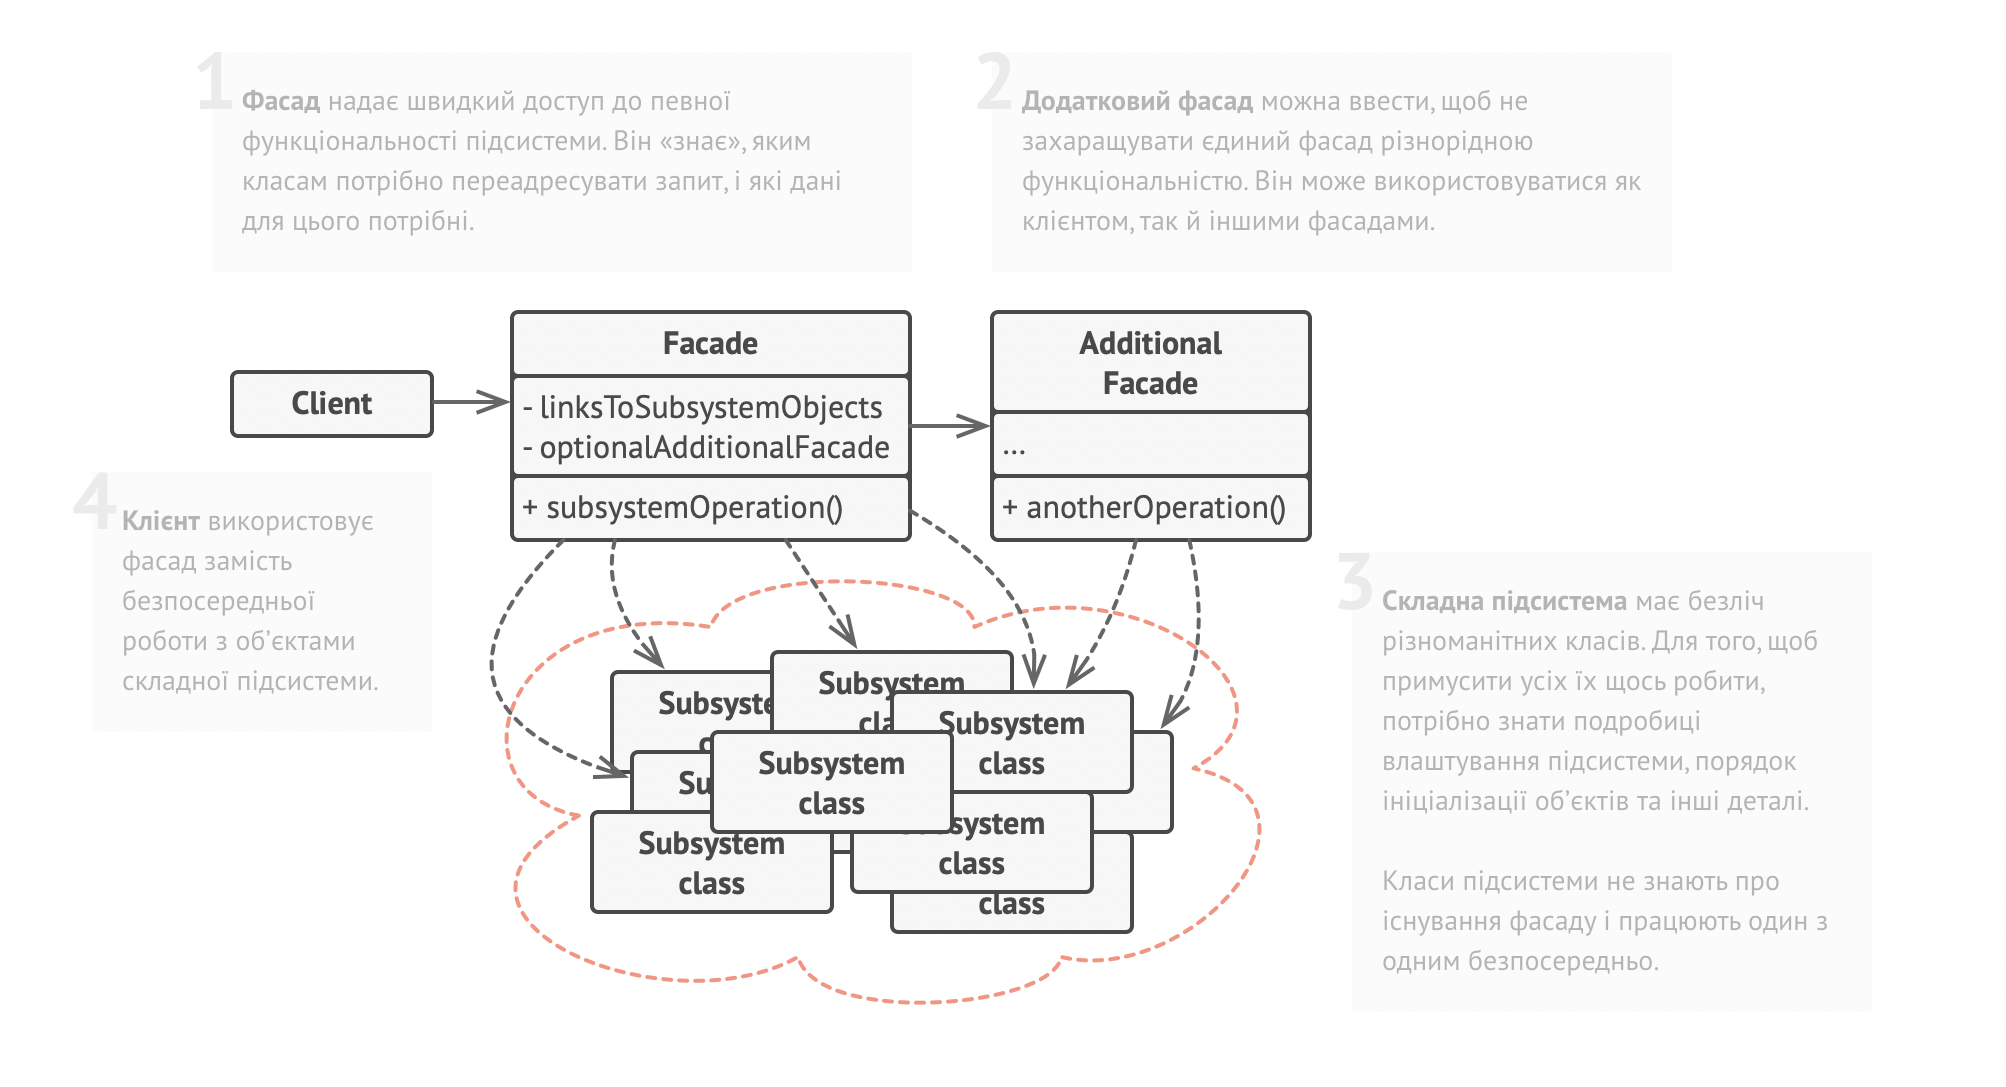 1
Фасад надає швидкий доступ до певної
функціональності підсистеми. Він «знає», яким
класам потрібно переадресувати запит, і які дані
для цього потрібні.
2
Додатковий фасад можна ввести, щоб не
захаращувати єдиний фасад різнорідною
функціональністю. Він може використовуватися як
клієнтом, так й іншими фасадами.
Client
Facade
- linksToSubsystemObjects
- optionalAdditionalFacade
+ subsystemOperation()
Additional
Facade
...
+ anotherOperation()
4
Клієнт використовує
фасад замість
безпосередньої
роботи з об’єктами
складної підсистеми.
3
Складна підсистема має безліч
різноманітних класів. Для того, щоб
примусити усіх їх щось робити,
потрібно знати подробиці
влаштування підсистеми, порядок
ініціалізації об’єктів та інші деталі.
Класи підсистеми не знають про
існування фасаду і працюють один з
одним безпосередньо.
Subsystem
Subsystem
class
Subsystem
class
class
Subsystem
class
class